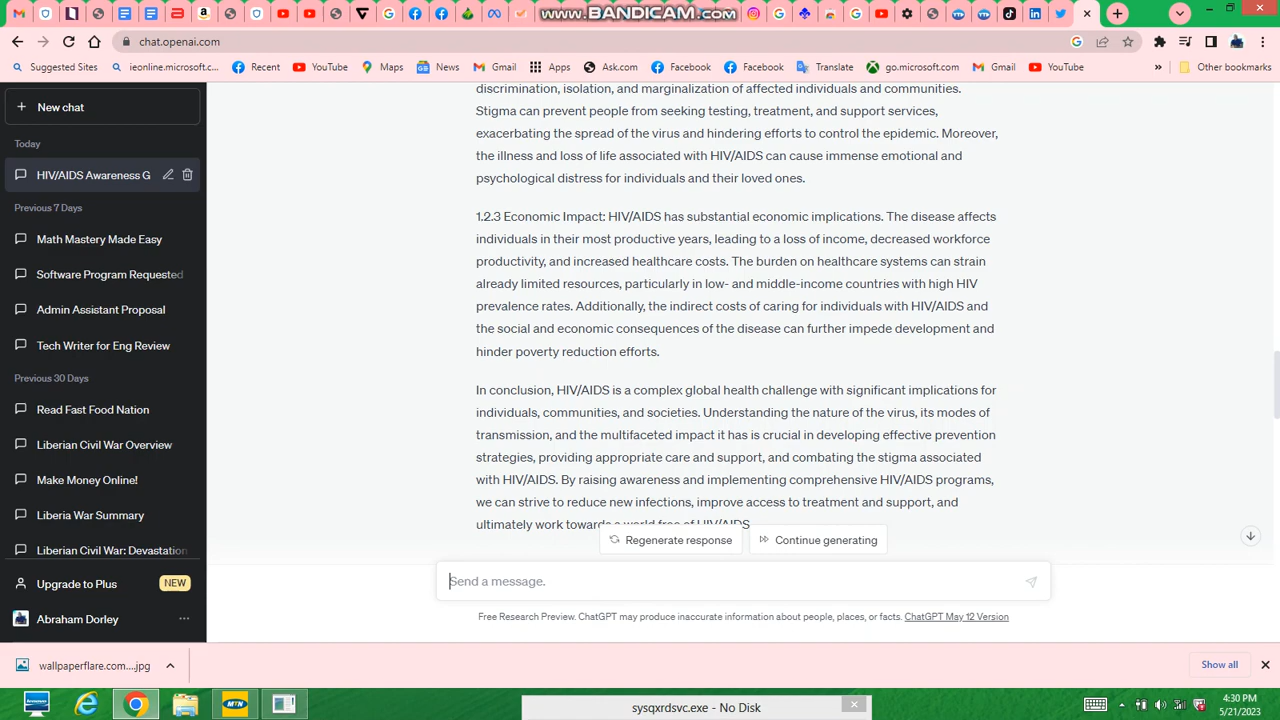 www.BANDICAM.com
chat.openai.com
Suggested Sites
ieonline.microsoft.c...
Recent
YouTube
Maps
News
Gmail
Apps
Ask.com
Facebook
Facebook
Translate
go.microsoft.com
Gmail
YouTube
»
Other bookmarks
+ New chat
Today
HIV/AIDS Awareness G
Previous 7 Days
Math Mastery Made Easy
Software Program Requested
Admin Assistant Proposal
Tech Writer for Eng Review
Previous 30 Days
Read Fast Food Nation
Liberian Civil War Overview
Make Money Online!
Liberia War Summary
Liberian Civil War: Devastation
Upgrade to Plus
NEW
Abraham Dorley
...
discrimination, isolation, and marginalization of affected individuals and communities.
Stigma can prevent people from seeking testing, treatment, and support services,
exacerbating the spread of the virus and hindering efforts to control the epidemic. Moreover,
the illness and loss of life associated with HIV/AIDS can cause immense emotional and
psychological distress for individuals and their loved ones.
1.2.3 Economic Impact: HIV/AIDS has substantial economic implications. The disease affects
individuals in their most productive years, leading to a loss of income, decreased workforce
productivity, and increased healthcare costs. The burden on healthcare systems can strain
already limited resources, particularly in low- and middle-income countries with high HIV
prevalence rates. Additionally, the indirect costs of caring for individuals with HIV/AIDS and
the social and economic consequences of the disease can further impede development and
hinder poverty reduction efforts.
In conclusion, HIV/AIDS is a complex global health challenge with significant implications for
individuals, communities, and societies. Understanding the nature of the virus, its modes of
transmission, and the multifaceted impact it has is crucial in developing effective prevention
strategies, providing appropriate care and support, and combating the stigma associated
with HIV/AIDS. By raising awareness and implementing comprehensive HIV/AIDS programs,
we can strive to reduce new infections, improve access to treatment and support, and
ultimately work towards a world free of HIV/AIDS
Regenerate response
Continue generating
Send a message.
Free Research Preview. ChatGPT may produce inaccurate information about people, places, or facts. ChatGPT May 12 Version
wallpaperflare.com....jpg
Show all
MTN
sysqxrdsvc.exe - No Disk
4:30 PM
5/21/2023